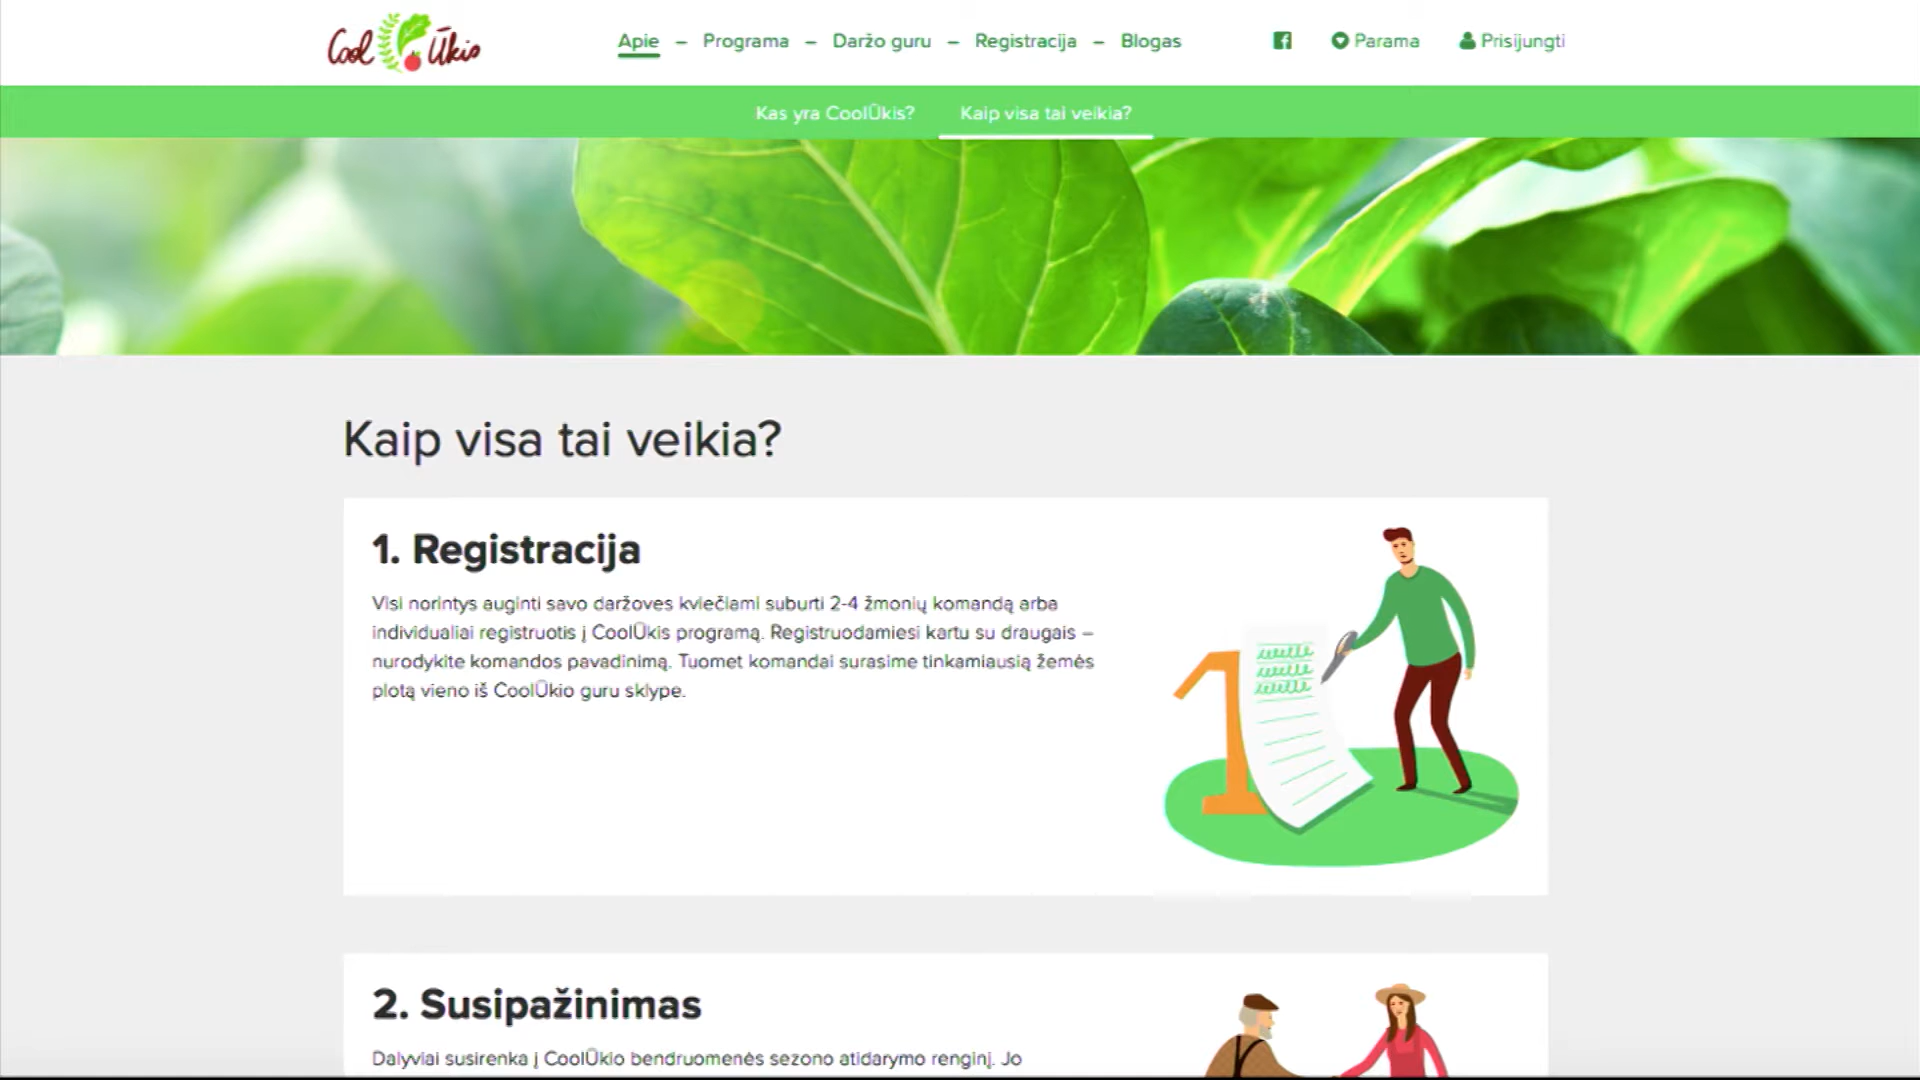 Cool Ūkis
Apie – Programa – Daržo guru – Registracija – Blogas
Parama
Prisijungti
Kas yra CoolŪkis?
Kaip visa tai veikia?
Kaip visa tai veikia?
1. Registracija
Visi norintys auginti savo daržoves kviečiami suburti 2-4 žmonių komandą arba
individualiai registruotis į CoolŪkis programą. Registruodamiesi kartu su draugais –
nurodykite komandos pavadinimą. Tuomet komandai surasime tinkamiausią žemės
plotą vieno iš CoolŪkio guru sklype.
1
2. Susipažinimas
Dalyviai susirenka į CoolŪkio bendruomenės sezono atidarymo renginį. Jo